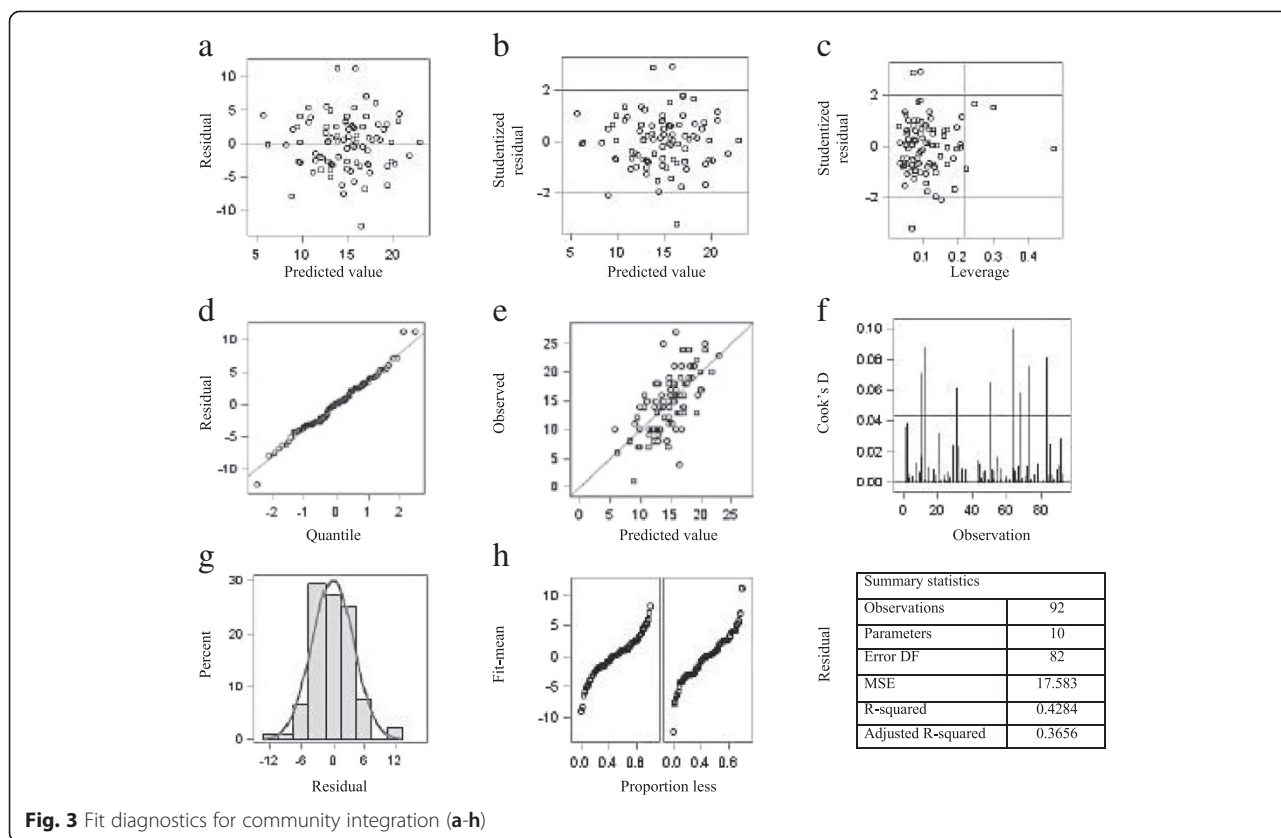 a
b
c
10
5
0
-5
-10
Residual
5 10 15 20
Predicted value
2
0
-2
Studentized
residual
5 10 15 20
Predicted value
2
0
-2
Studentized
residual
0.1 0.2 0.3 0.4
Leverage
d
e
f
10
5
0
-5
-10
Residual
-2 -1 0 1 2
Quantile
25
20
15
10
5
0
Observed
0 5 10 15 20 25
Predicted value
0.10
0.08
0.06
0.04
0.02
0.00
Cook's D
0 20 40 60 80
Observation
g
h
30
20
10
0
Percent
-12 -6 0 6 12
Residual
10
5
0
-5
-10
Fit-mean
0.0 0.4 0.8 0.0 0.4 0.8
Proportion less
Residual
Summary statistics
Observations 92
Parameters 10
Error DF 82
MSE 17.583
R-squared 0.4284
Adjusted R-squared 0.3656
Fig. 3 Fit diagnostics for community integration (a-h)